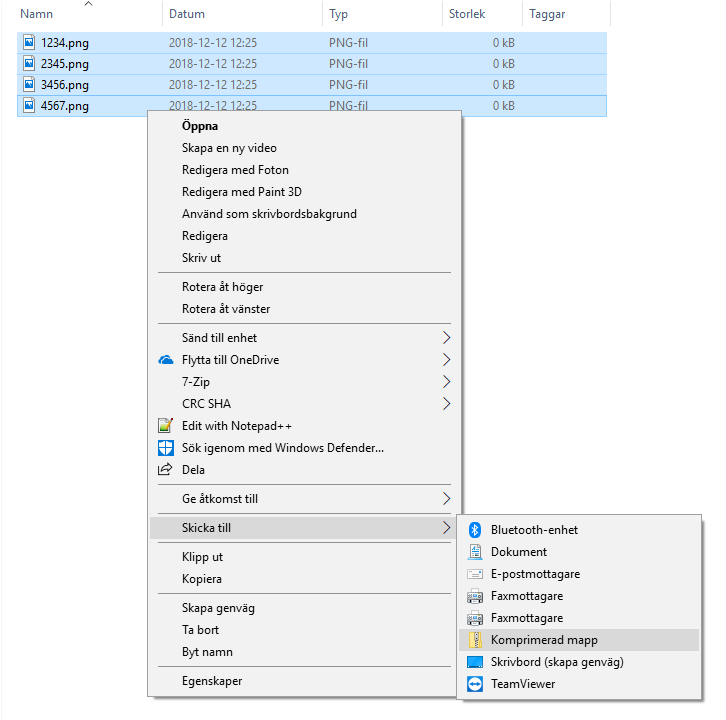 Namn Datum Typ Storlek Taggar
1234.png 2018-12-12 12:25 PNG-fil 0 kB
2345.png 2018-12-12 12:25 PNG-fil 0 kB
3456.png 2018-12-12 12:25 PNG-fil 0 kB
4567.png 2018-12-12 12:25 PNG-fil 0 kB
Öppna
Skapa en ny video
Redigera med Foton
Redigera med Paint 3D
Använd som skrivbordsbakgrund
Redigera
Skriv ut
Rotera åt höger
Rotera åt vänster
Sänd till enhet
Flytta till OneDrive
7-Zip
CRC SHA
Edit with Notepad++
Sök igenom med Windows Defender...
Dela
Ge åtkomst till
Skicka till
Klipp ut
Kopiera
Skapa genväg
Ta bort
Byt namn
Egenskaper
Bluetooth-enhet
Dokument
E-postmottagare
Faxmottagare
Faxmottagare
Komprimerad mapp
Skrivbord (skapa genväg)
TeamViewer